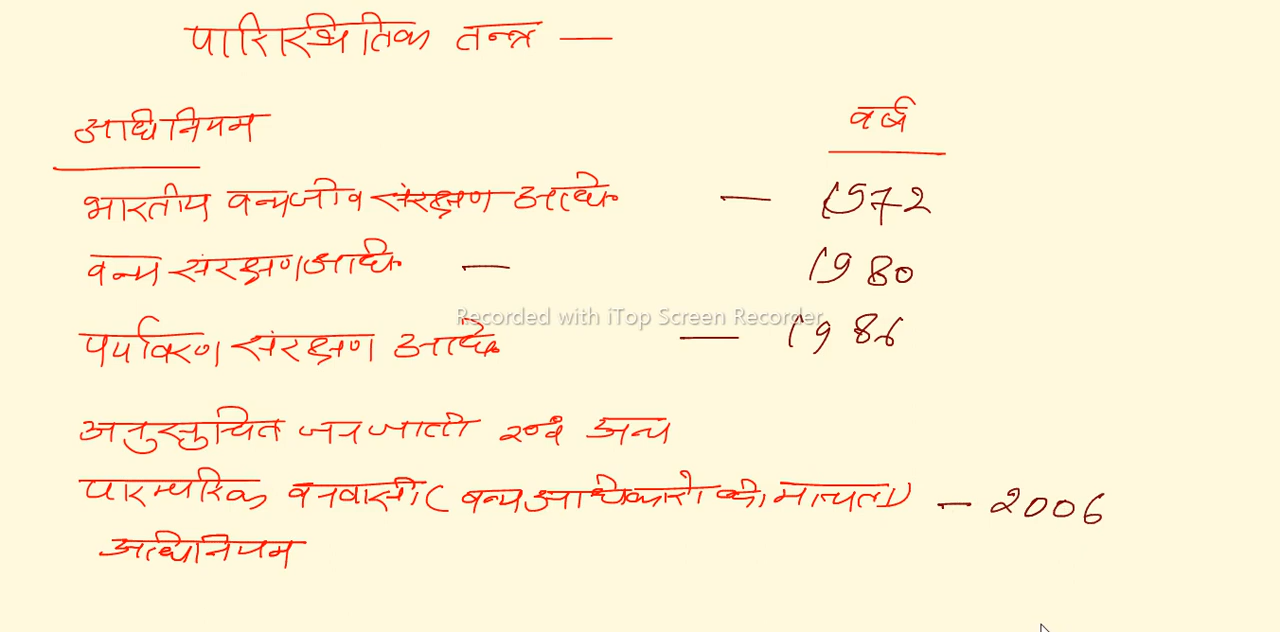 पारिस्थितिक तन्त्र —
अधिनियम वर्ष
भारतीय वन्यजीव संरक्षण अधि० — 1972
वन्य संरक्षण अधि० — 1980
Recorded with iTop Screen Recorder
पर्यावरण संरक्षण अधि० — 1986
अनुसुचित जनजाती एवं अन्य
पारम्परिक वनवासी ( वन्य अधिकारो की मान्यता ) — 2006
अधिनियम